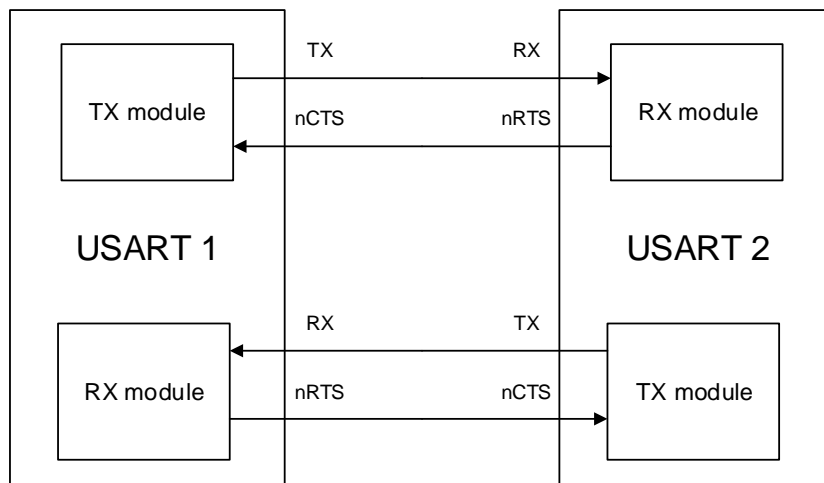 TX RX
TX module RX module
nCTS nRTS
USART 1 USART 2
RX TX
RX module TX module
nRTS nCTS